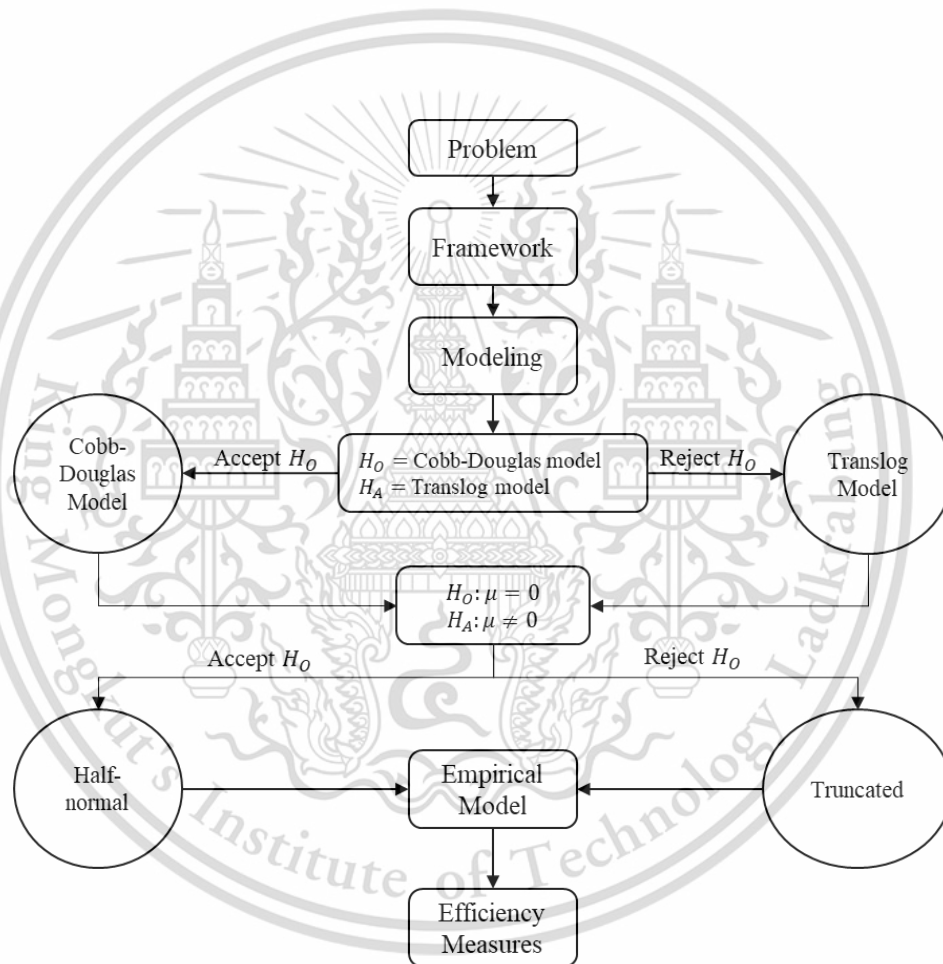 Problem
Framework
Modeling
Cobb-
Douglas
Model
Accept H_O
H_O = Cobb-Douglas model
H_A = Translog model
Reject H_O
Translog
Model
H_O: μ = 0
H_A: μ ≠ 0
Accept H_O
Reject H_O
Half-
normal
Empirical
Model
Truncated
Efficiency
Measures
King Mongkut's Institute of Technology Ladkrabang